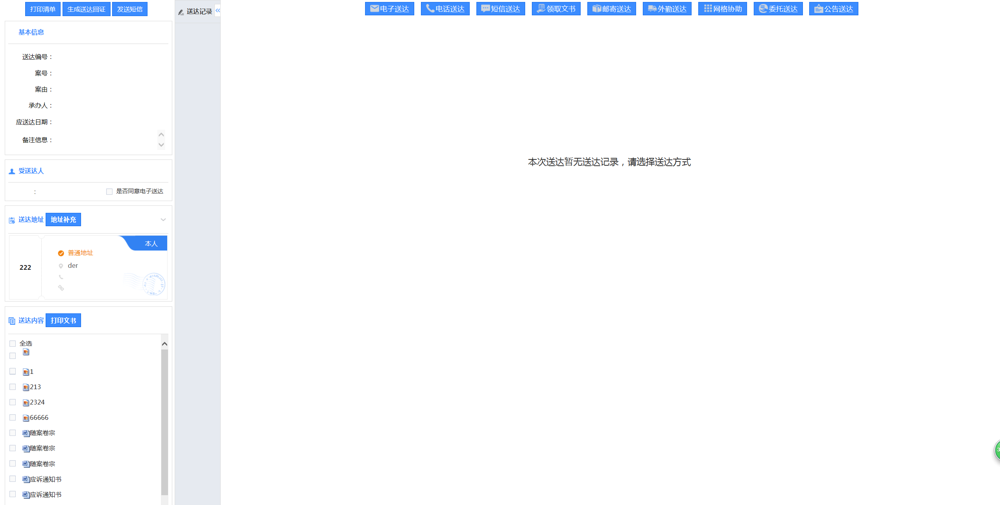 打印清单 生成送达回证 发送短信
基本信息
送达编号：
案号：
案由：
承办人：
应送达日期：
备注信息：
受送达人
： 是否同意电子送达
送达地址 地址补充
本人
普通地址
222
der
送达内容 打印文书
全选
1
213
2324
66666
随案卷宗
随案卷宗
随案卷宗
应诉通知书
应诉通知书
送达记录
电子送达 电话送达 短信送达 领取文书 邮寄送达 外勤送达 网格协助 委托送达 公告送达
本次送达暂无送达记录，请选择送达方式